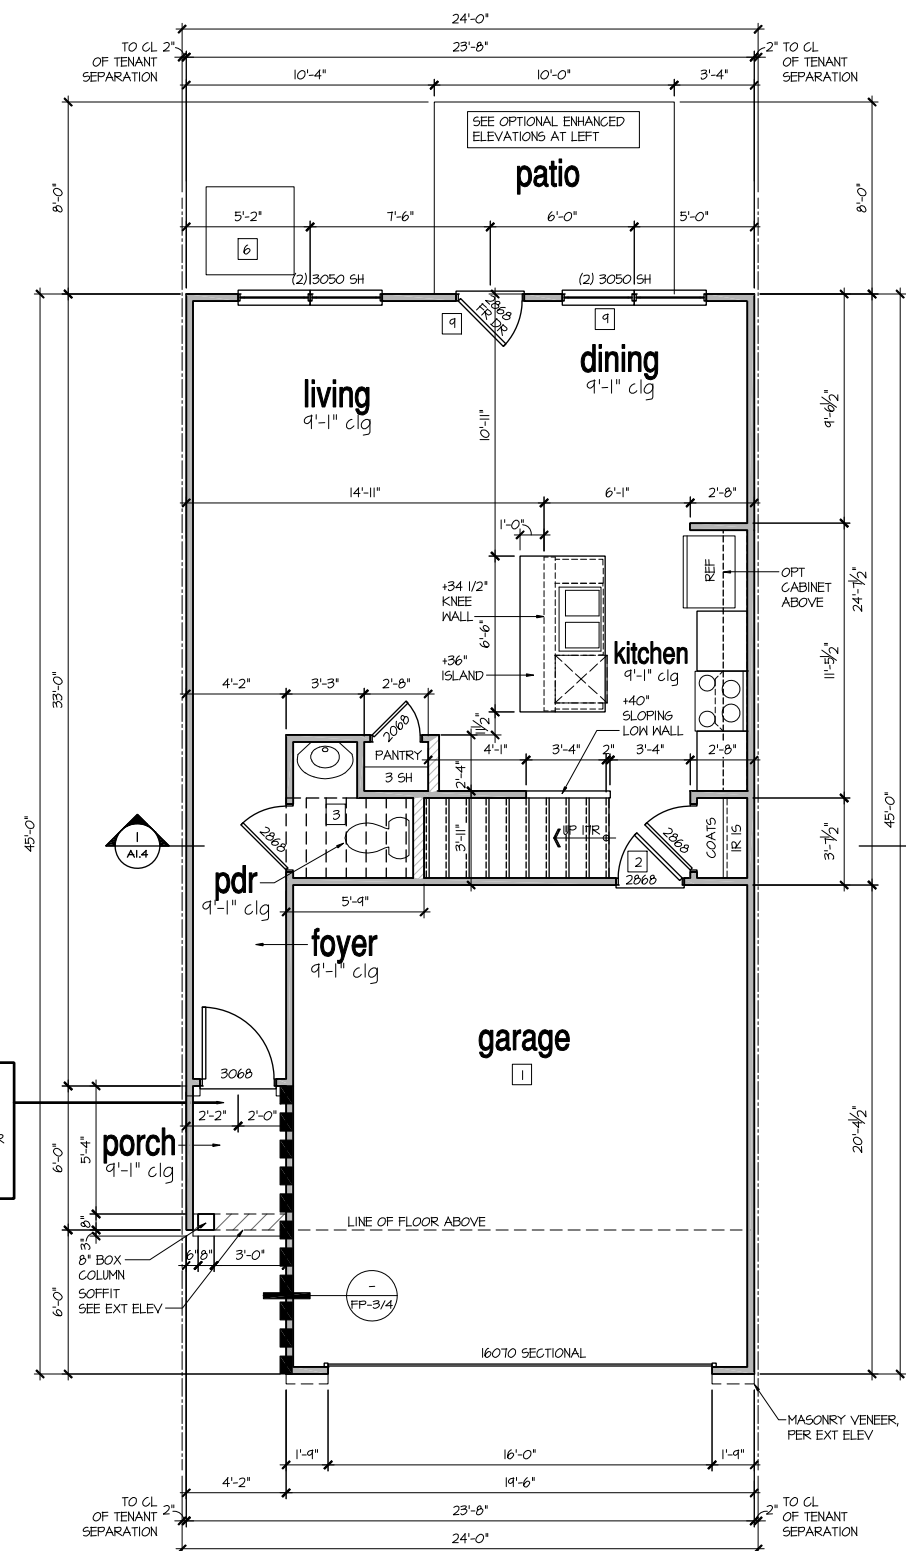 24'-0"
TO CL 2"
OF TENANT
SEPARATION
23'-8"
2" TO CL
OF TENANT
SEPARATION
10'-4"
10'-0"
3'-4"
SEE OPTIONAL ENHANCED
ELEVATIONS AT LEFT
patio
8'-0"
8'-0"
5'-2"
7'-6"
6'-0"
5'-0"
6
(2) 3050 SH
(2) 3050 SH
2868
FR DR
9
9
living
9'-1" clg
dining
9'-1" clg
10'-11"
9'-6 1/2"
14'-11"
6'-1"
2'-8"
1'-0"
REF
OPT
CABINET
ABOVE
24'-7 1/2"
+34 1/2"
KNEE
WALL
6'-6"
kitchen
9'-1" clg
11'-5 1/2"
+36"
ISLAND
33'-0"
4'-2"
3'-3"
2'-8"
+40"
SLOPING
LOW WALL
2068
11 1/2"
PANTRY
3 SH
2'-4"
4'-1"
3'-4"
2"
3'-4"
2'-8"
3
2868
3'-11"
UP 17R
2868
COATS
1R 1S
3'-7 1/2"
45'-0"
45'-0"
1
A1.4
2
2868
pdr
9'-1" clg
5'-9"
foyer
9'-1" clg
garage
1
3068
2'-2"
2'-0"
porch
9'-1" clg
6'-0"
5'-4"
20'-4 1/2"
8"
3"
LINE OF FLOOR ABOVE
8" BOX
COLUMN
6"
8"
3'-0"
SOFFIT
SEE EXT ELEV
6'-0"
-
FP-3/4
16070 SECTIONAL
MASONRY VENEER,
PER EXT ELEV
1'-9"
16'-0"
1'-9"
4'-2"
19'-6"
TO CL 2"
OF TENANT
SEPARATION
23'-8"
2" TO CL
OF TENANT
SEPARATION
24'-0"